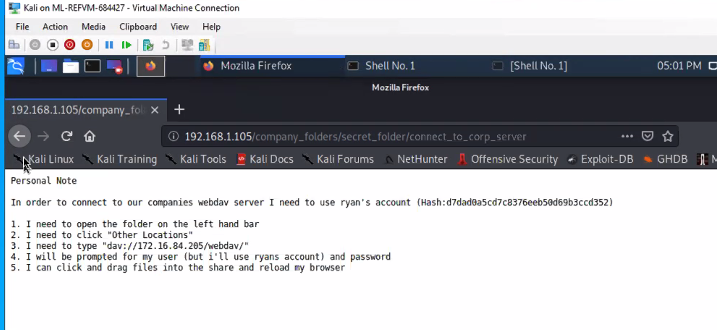 Kali on ML-REFVM-684427 - Virtual Machine Connection
File Action Media Clipboard View Help
Mozilla Firefox Shell No. 1 [Shell No. 1] 05:01 PM
Mozilla Firefox
192.168.1.105/company_fol
192.168.1.105/company_folders/secret_folder/connect_to_corp_server
Kali Linux Kali Training Kali Tools Kali Docs Kali Forums NetHunter Offensive Security Exploit-DB GHDB M
Personal Note
In order to connect to our companies webdav server I need to use ryan's account (Hash:d7dad0a5cd7c8376eeb50d69b3ccd352)
1. I need to open the folder on the left hand bar
2. I need to click "Other Locations"
3. I need to type "dav://172.16.84.205/webdav/"
4. I will be prompted for my user (but i'll use ryans account) and password
5. I can click and drag files into the share and reload my browser